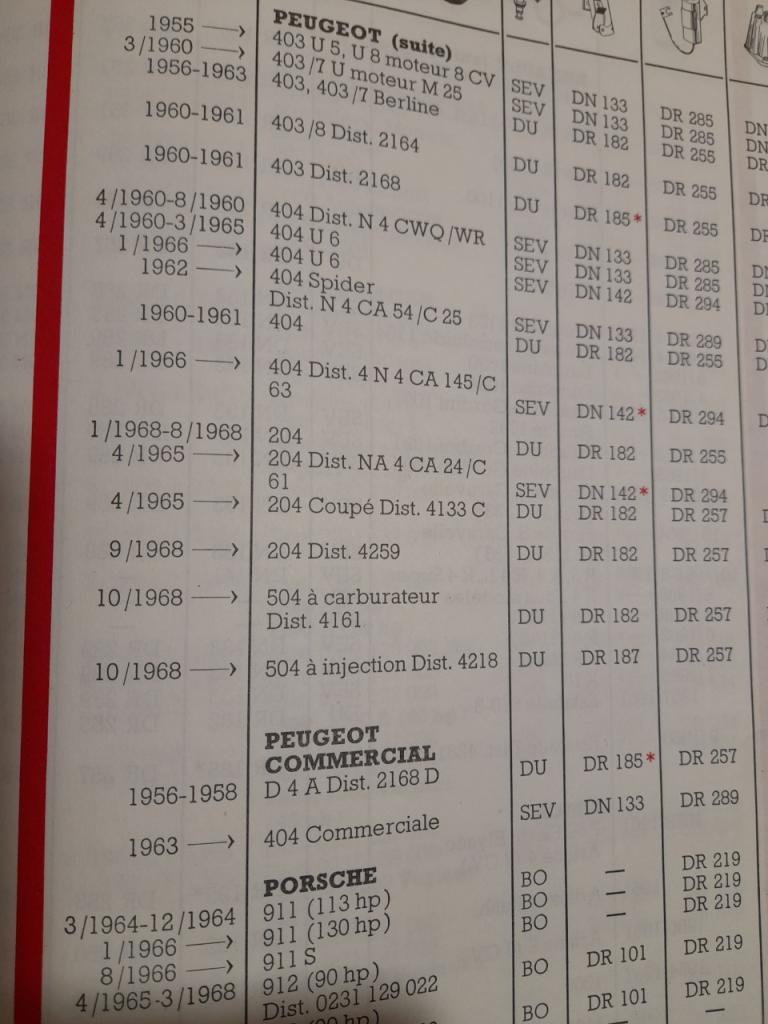 PEUGEOT (suite)
1955 → 403 U 5, U 8 moteur 8 CV SEV DN 133 DR 285
3/1960 → 403/7 U moteur M 25 SEV DN 133 DR 285
1956-1963 403, 403/7 Berline DU DR 182 DR 255
1960-1961 403/8 Dist. 2164 DU DR 182 DR 255
1960-1961 403 Dist. 2168 DU DR 185* DR 255
4/1960-8/1960 404 Dist. N 4 CWQ/WR SEV DN 133 DR 285
4/1960-3/1965 404 U 6 SEV DN 133 DR 285
1/1966 → 404 U 6 SEV DN 142 DR 294
1962 → 404 Spider
Dist. N 4 CA 54/C 25 SEV DN 133 DR 289
1960-1961 404 DU DR 182 DR 255
1/1966 → 404 Dist. 4 N 4 CA 145/C
63 SEV DN 142* DR 294
1/1968-8/1968 204 DU DR 182 DR 255
4/1965 → 204 Dist. NA 4 CA 24/C
61 SEV DN 142* DR 294
4/1965 → 204 Coupé Dist. 4133 C DU DR 182 DR 257
9/1968 → 204 Dist. 4259 DU DR 182 DR 257
10/1968 → 504 à carburateur
Dist. 4161 DU DR 182 DR 257
10/1968 → 504 à injection Dist. 4218 DU DR 187 DR 257
PEUGEOT
COMMERCIAL
1956-1958 D 4 A Dist. 2168 D DU DR 185* DR 257
1963 → 404 Commerciale SEV DN 133 DR 289
PORSCHE
3/1964-12/1964 911 (113 hp) BO — DR 219
1/1966 → 911 (130 hp) BO — DR 219
8/1966 → 911 S BO — DR 219
4/1965-3/1968 912 (90 hp)
Dist. 0231 129 022 BO DR 101 DR 219
BO DR 101 DR 219